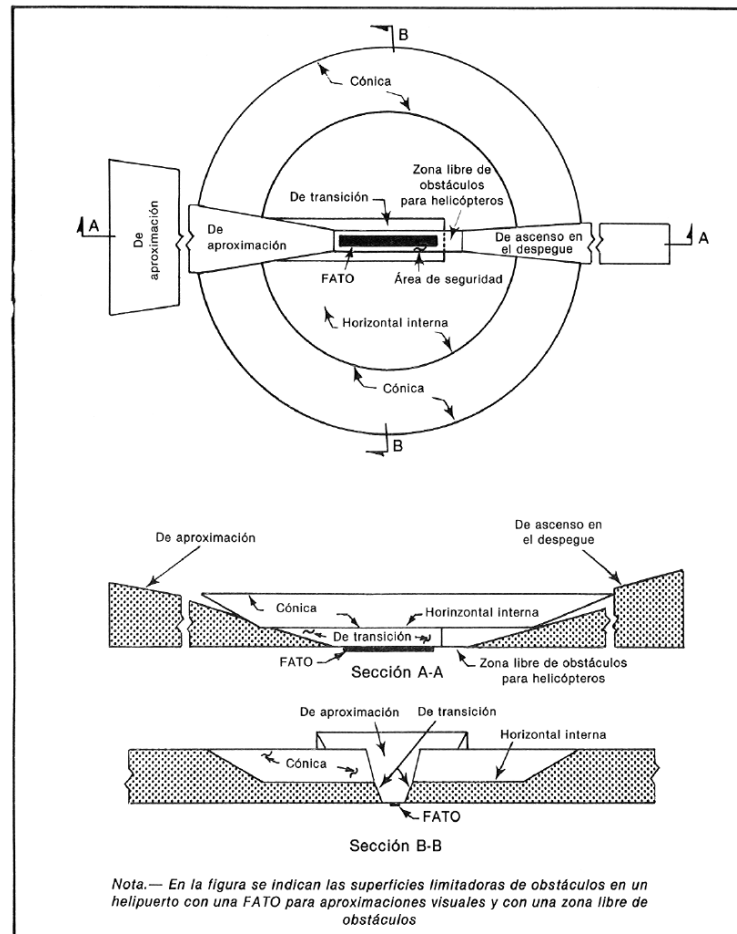 B
Cónica
Zona libre de
obstáculos
para helicópteros
De transición
A
De
aproximación
De
aproximación
De ascenso en
el despegue
A
FATO
Área de seguridad
Horizontal interna
Cónica
B
De aproximación
De ascenso en
el despegue
Cónica
Horinzontal interna
De transición
FATO
Zona libre de obstáculos
para helicópteros
Sección A-A
De aproximación
De transición
Horizontal interna
Cónica
FATO
Sección B-B
Nota.— En la figura se indican las superficies limitadoras de obstáculos en un
helipuerto con una FATO para aproximaciones visuales y con una zona libre de
obstáculos